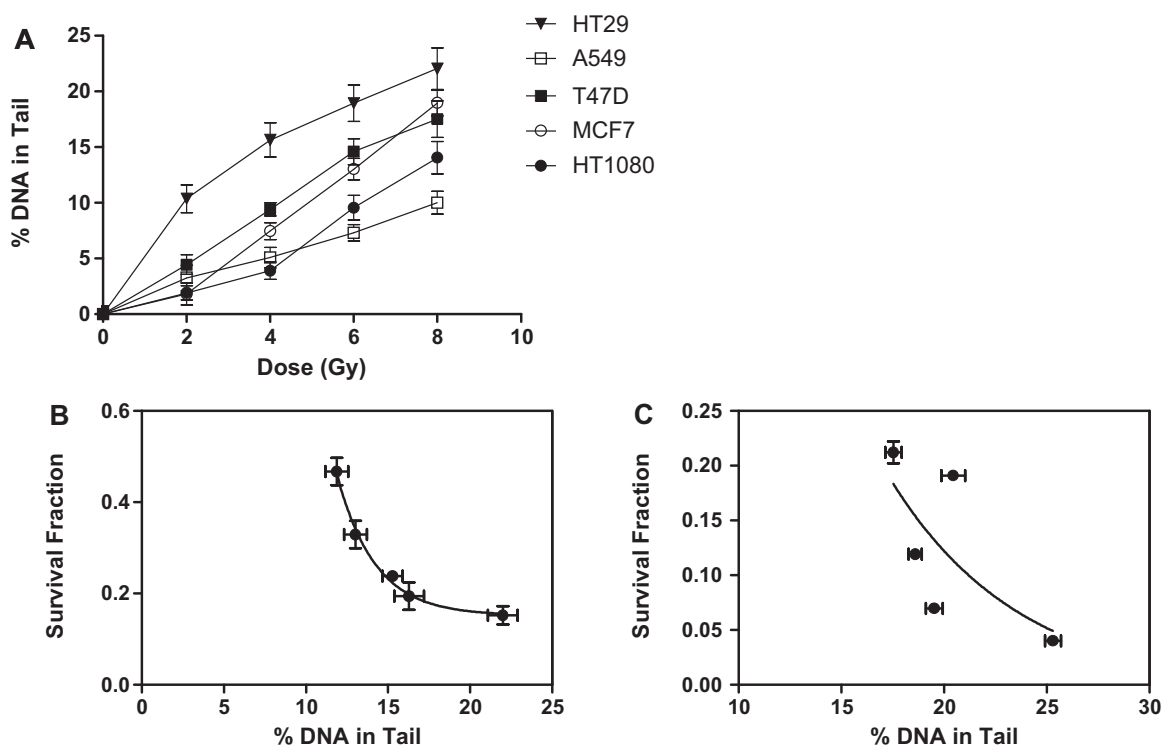 A
HT29
A549
T47D
MCF7
HT1080
% DNA in Tail
25
20
15
10
5
0
0 2 4 6 8 10
Dose (Gy)
B
Survival Fraction
0.6
0.4
0.2
0.0
0 5 10 15 20 25
% DNA in Tail
C
Survival Fraction
0.25
0.20
0.15
0.10
0.05
0.00
10 15 20 25 30
% DNA in Tail